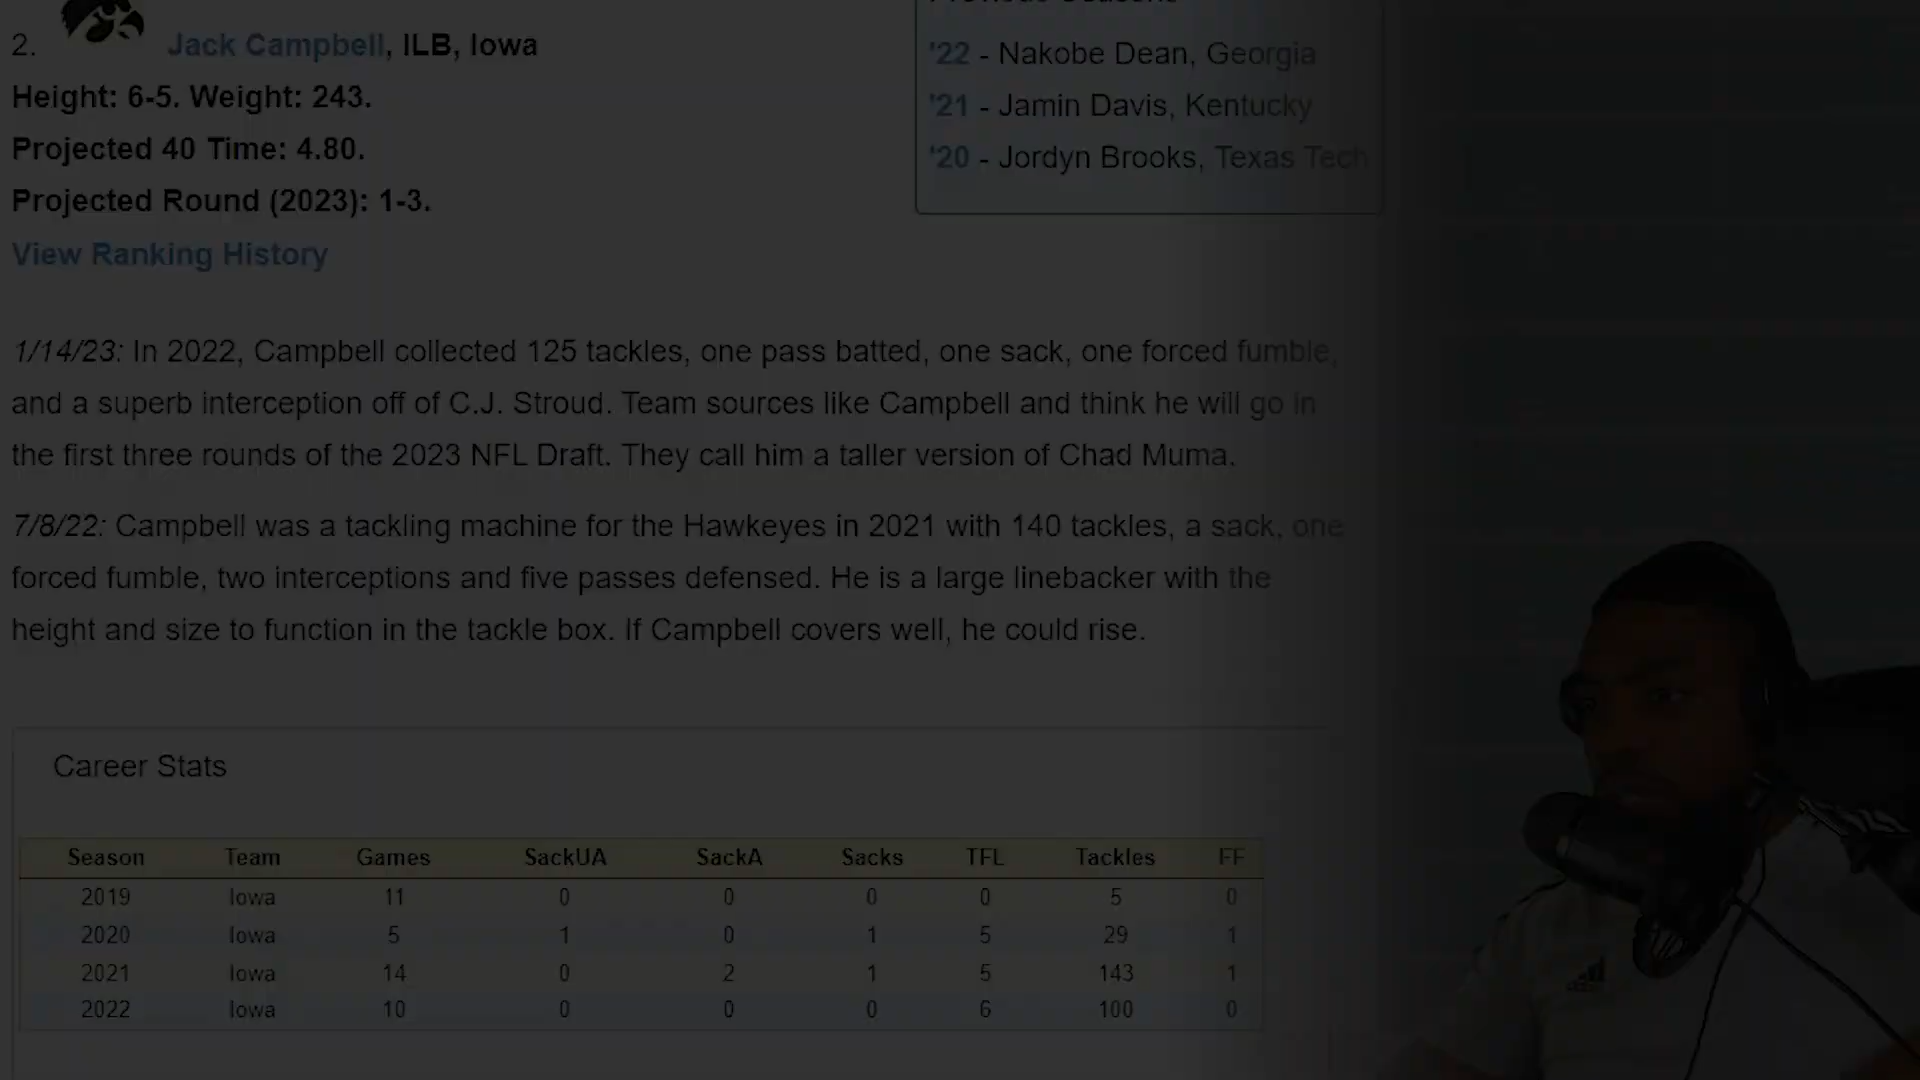 2.
Jack Campbell, ILB, Iowa
Height: 6-5. Weight: 243.
Projected 40 Time: 4.80.
Projected Round (2023): 1-3.
View Ranking History
Previous Seasons
'22 - Nakobe Dean, Georgia
'21 - Jamin Davis, Kentucky
'20 - Jordyn Brooks, Texas Tech
1/14/23: In 2022, Campbell collected 125 tackles, one pass batted, one sack, one forced fumble,
and a superb interception off of C.J. Stroud. Team sources like Campbell and think he will go in
the first three rounds of the 2023 NFL Draft. They call him a taller version of Chad Muma.
7/8/22: Campbell was a tackling machine for the Hawkeyes in 2021 with 140 tackles, a sack, one
forced fumble, two interceptions and five passes defensed. He is a large linebacker with the
height and size to function in the tackle box. If Campbell covers well, he could rise.
Career Stats
Season Team Games SackUA SackA Sacks TFL Tackles FF
2019 Iowa 11 0 0 0 0 5 0
2020 Iowa 5 1 0 1 5 29 1
2021 Iowa 14 0 2 1 5 143 1
2022 Iowa 10 0 0 0 6 100 0